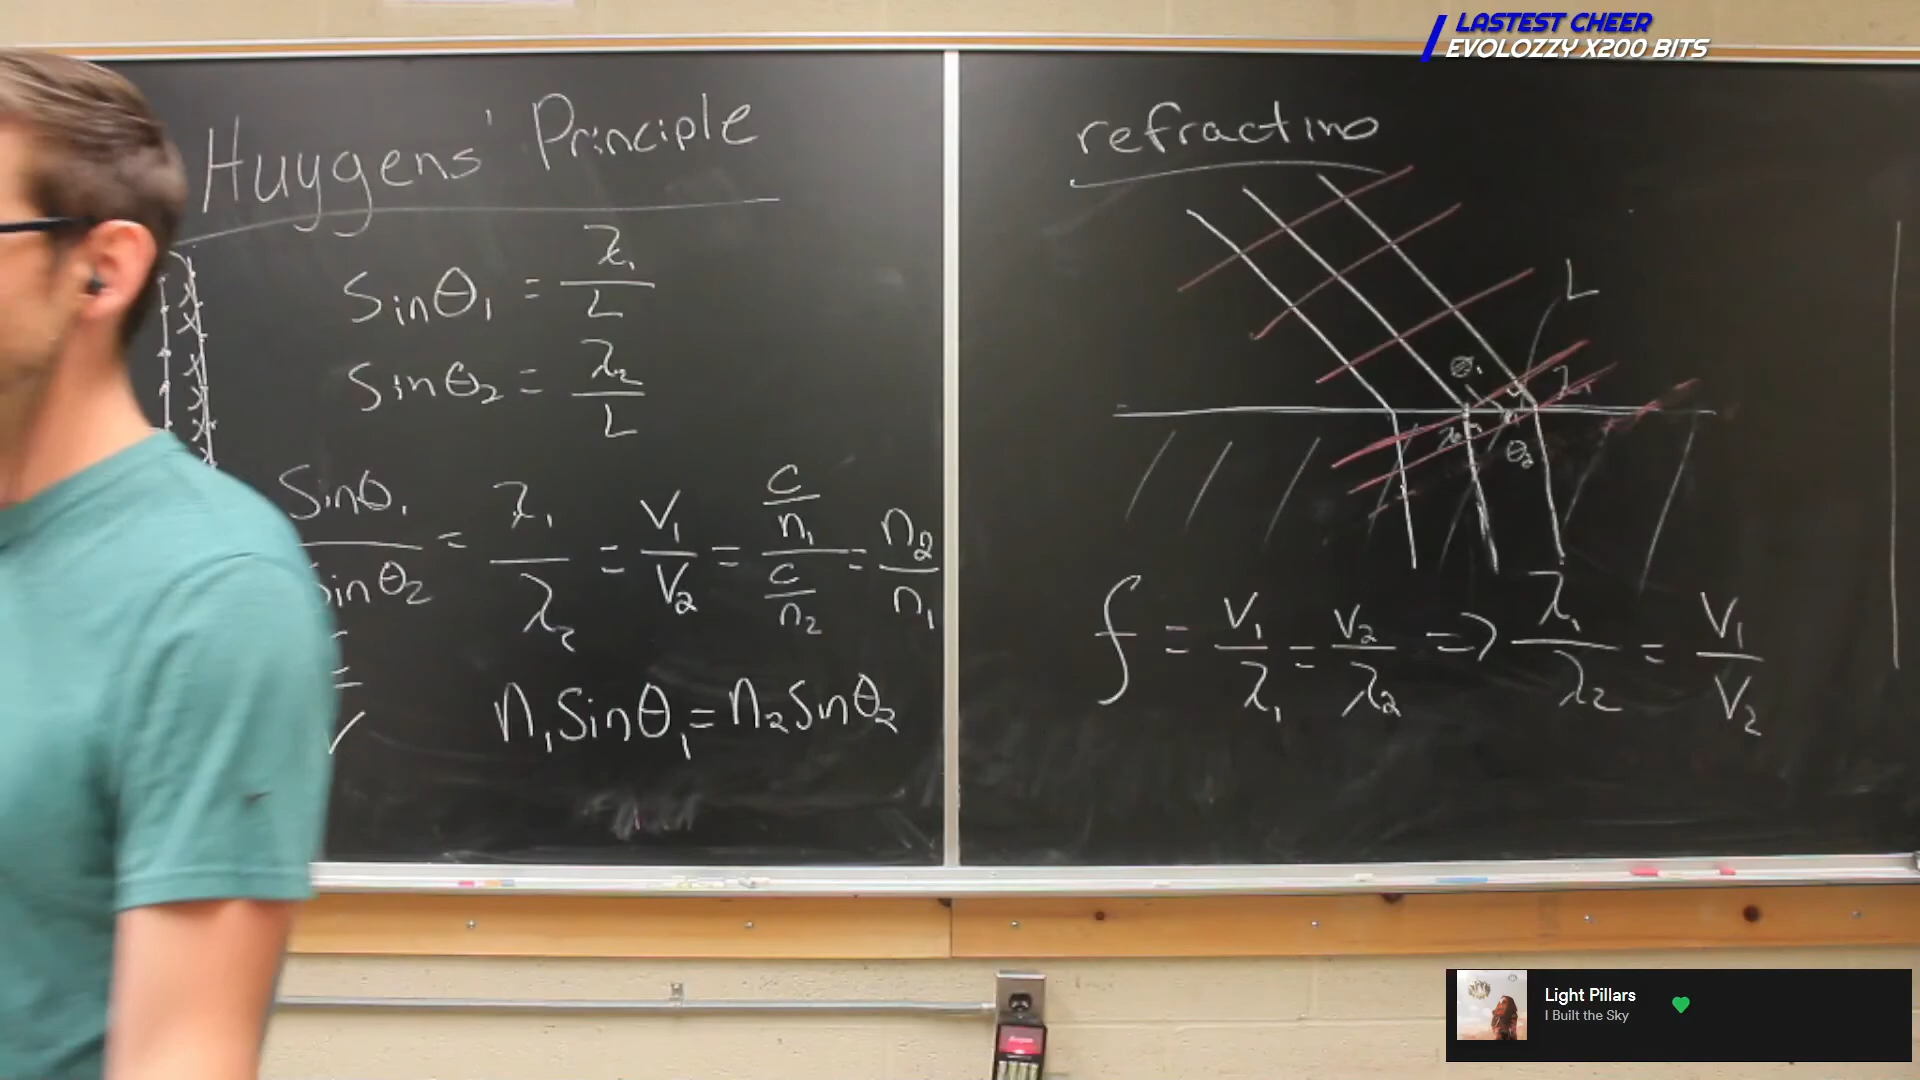 LASTEST CHEER
EVOLOZZY X200 BITS
Huygens' Principle
Sinθ₁ = λ₁/L
Sinθ₂ = λ₂/L
Sinθ₁/Sinθ₂ = λ₁/λ₂ = V₁/V₂ = (c/n₁)/(c/n₂) = n₂/n₁
n₁Sinθ₁ = n₂Sinθ₂
refraction
L
θ₁
λ₁
θ₂
f = V₁/λ₁ = V₂/λ₂ => λ₁/λ₂ = V₁/V₂
Light Pillars
I Built the Sky